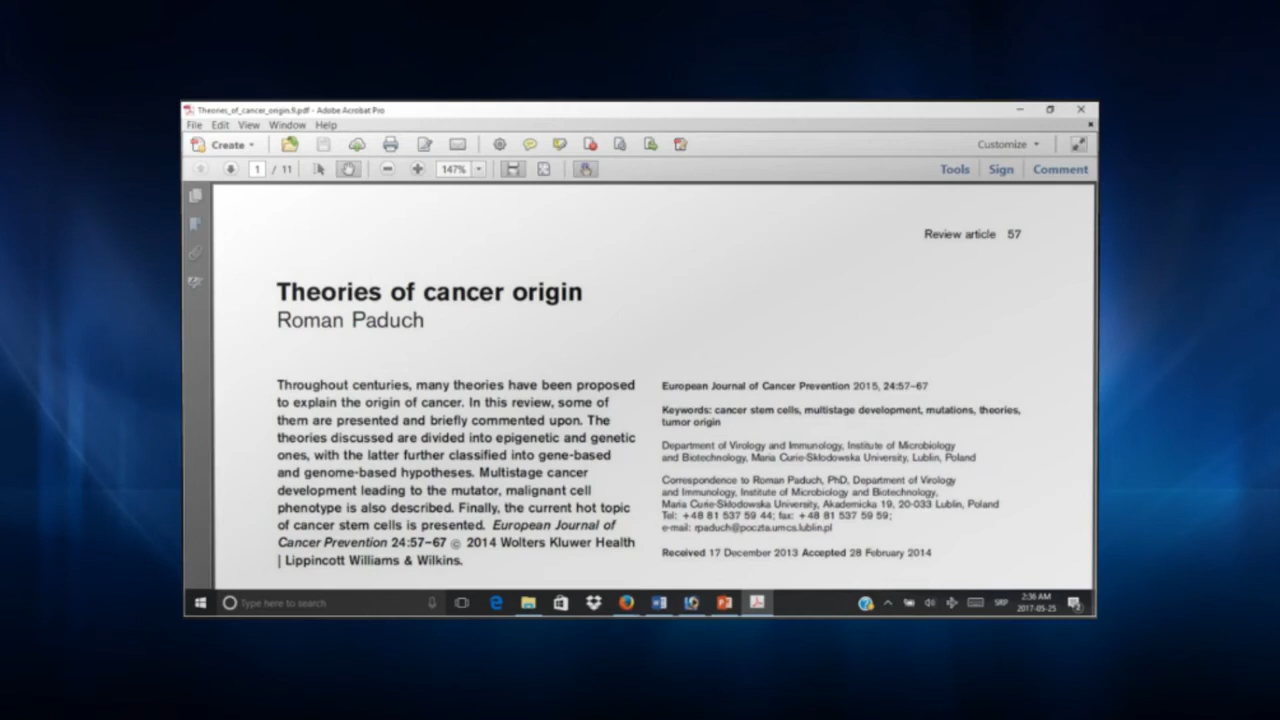 Theories_of_cancer_origin.9.pdf - Adobe Acrobat Pro
File Edit View Window Help
Create Customize
1 / 11 147% Tools Sign Comment
Review article 57
Theories of cancer origin
Roman Paduch
Throughout centuries, many theories have been proposed
to explain the origin of cancer. In this review, some of
them are presented and briefly commented upon. The
theories discussed are divided into epigenetic and genetic
ones, with the latter further classified into gene-based
and genome-based hypotheses. Multistage cancer
development leading to the mutator, malignant cell
phenotype is also described. Finally, the current hot topic
of cancer stem cells is presented. European Journal of
Cancer Prevention 24:57–67 © 2014 Wolters Kluwer Health
| Lippincott Williams & Wilkins.
European Journal of Cancer Prevention 2015, 24:57–67
Keywords: cancer stem cells, multistage development, mutations, theories,
tumor origin
Department of Virology and Immunology, Institute of Microbiology
and Biotechnology, Maria Curie-Skłodowska University, Lublin, Poland
Correspondence to Roman Paduch, PhD, Department of Virology
and Immunology, Institute of Microbiology and Biotechnology,
Maria Curie-Skłodowska University, Akademicka 19, 20-033 Lublin, Poland
Tel: +48 81 537 59 44; fax: +48 81 537 59 59;
e-mail: rpaduch@poczta.umcs.lublin.pl
Received 17 December 2013 Accepted 28 February 2014
Type here to search
SRP
2:36 AM
2017-05-25